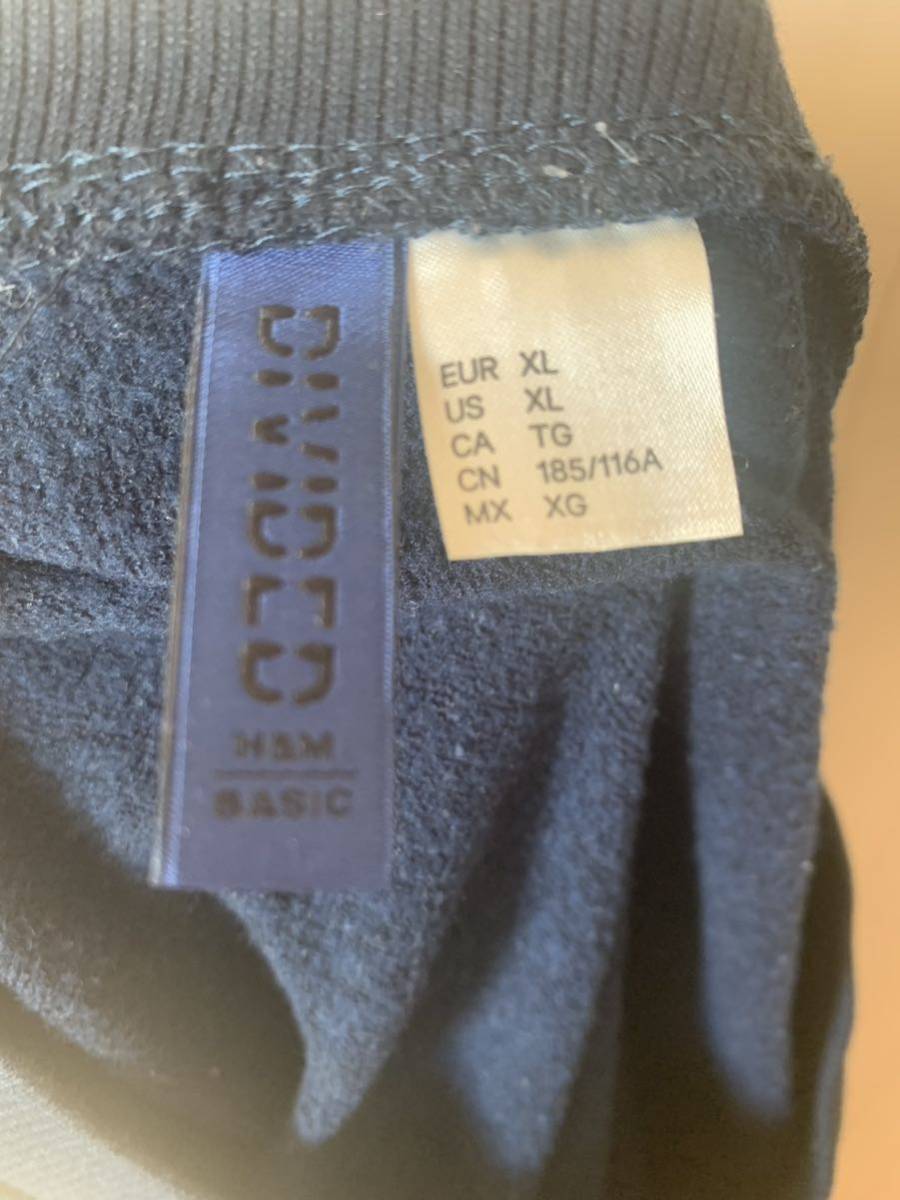 DIVIDED
H&M
BASIC
EUR XL
US XL
CA TG
CN 185/116A
MX XG